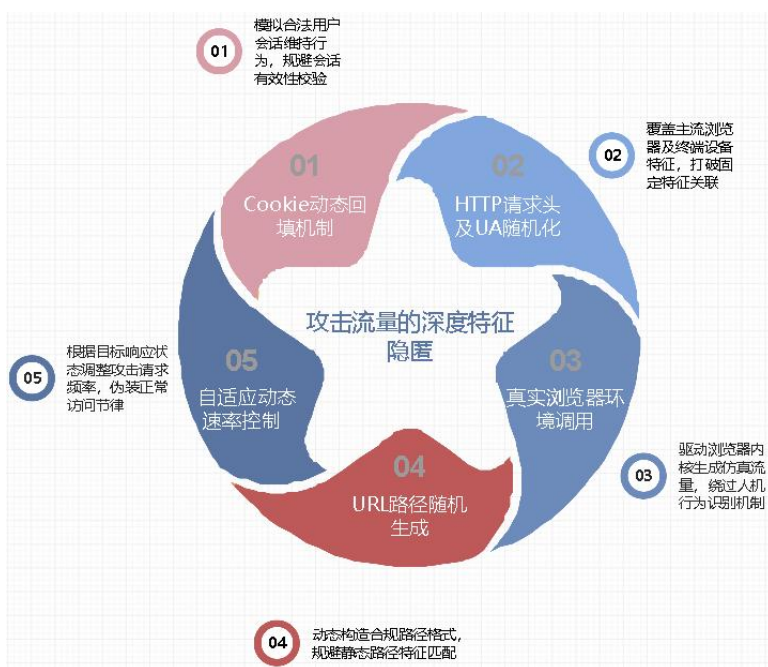 01
模拟合法用户
会话维持行
为，规避会话
有效性校验
01
Cookie动态回
填机制
02
HTTP请求头
及UA随机化
02
覆盖主流浏览
器及终端设备
特征，打破固
定特征关联
攻击流量的深度特征
隐匿
03
真实浏览器环
境调用
03
驱动浏览器内
核生成仿真流
量，绕过人机
行为识别机制
04
URL路径随机
生成
04
动态构造合规路径格式，
规避静态路径特征匹配
05
自适应动态
速率控制
05
根据目标响应状
态调整攻击请求
频率，伪装正常
访问节律